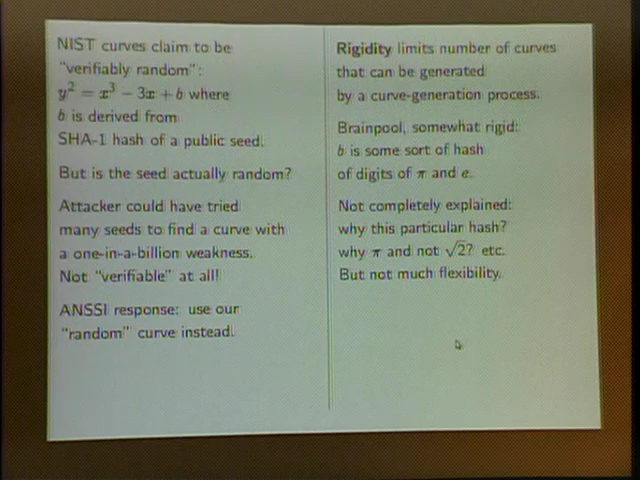 NIST curves claim to be
"verifiably random":
y² = x³ − 3x + b where
b is derived from
SHA-1 hash of a public seed.
But is the seed actually random?
Attacker could have tried
many seeds to find a curve with
a one-in-a-billion weakness.
Not "verifiable" at all!
ANSSI response: use our
"random" curve instead.
Rigidity limits number of curves
that can be generated
by a curve-generation process.
Brainpool, somewhat rigid:
b is some sort of hash
of digits of π and e.
Not completely explained:
why this particular hash?
why π and not √2? etc.
But not much flexibility.